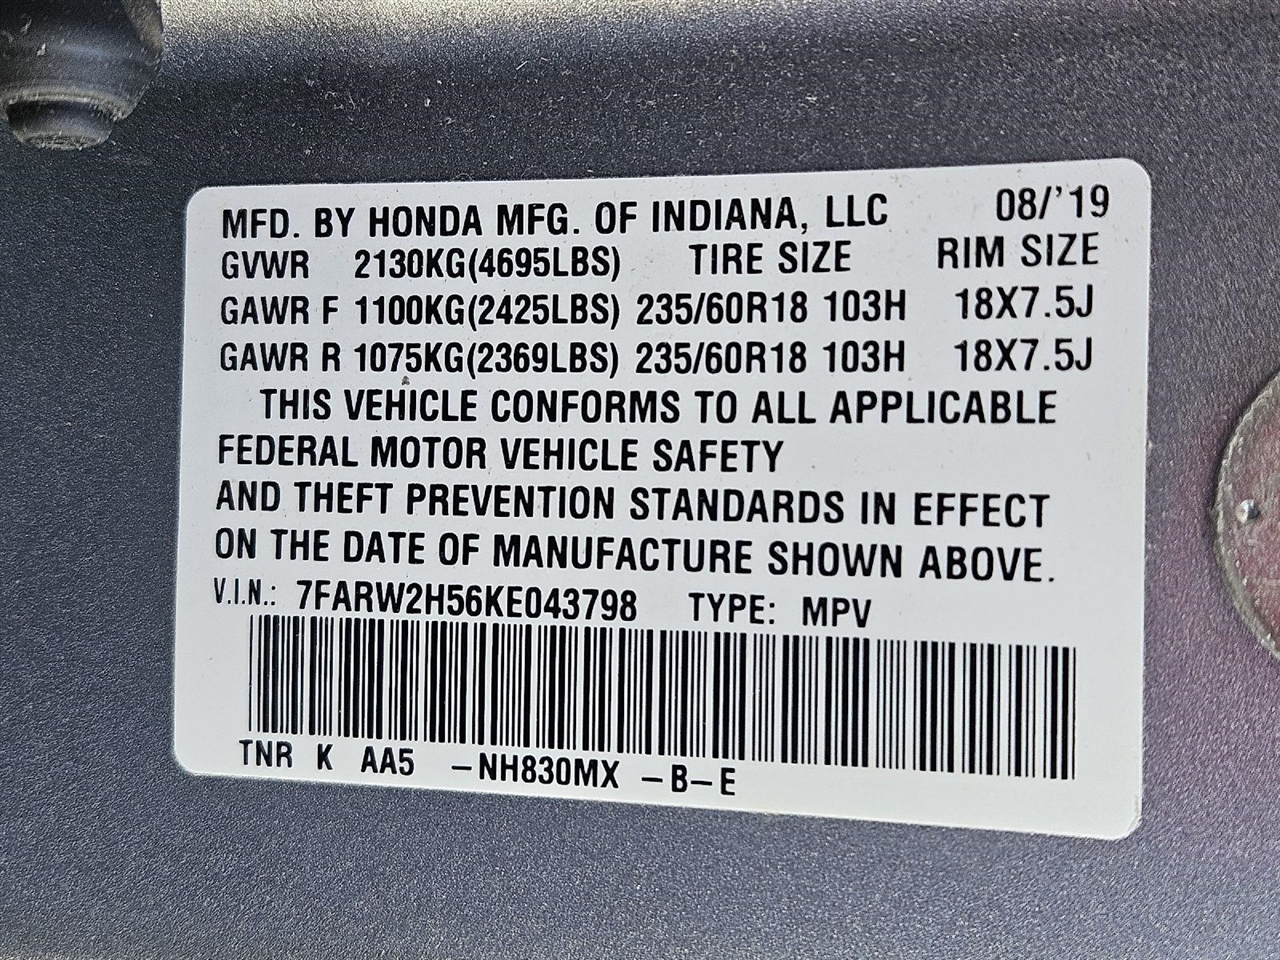 MFD. BY HONDA MFG. OF INDIANA, LLC 08/'19
GVWR 2130KG(4695LBS) TIRE SIZE RIM SIZE
GAWR F 1100KG(2425LBS) 235/60R18 103H 18X7.5J
GAWR R 1075KG(2369LBS) 235/60R18 103H 18X7.5J
THIS VEHICLE CONFORMS TO ALL APPLICABLE
FEDERAL MOTOR VEHICLE SAFETY
AND THEFT PREVENTION STANDARDS IN EFFECT
ON THE DATE OF MANUFACTURE SHOWN ABOVE.
V.I.N.: 7FARW2H56KE043798 TYPE: MPV
TNR K AA5 -NH830MX -B-E